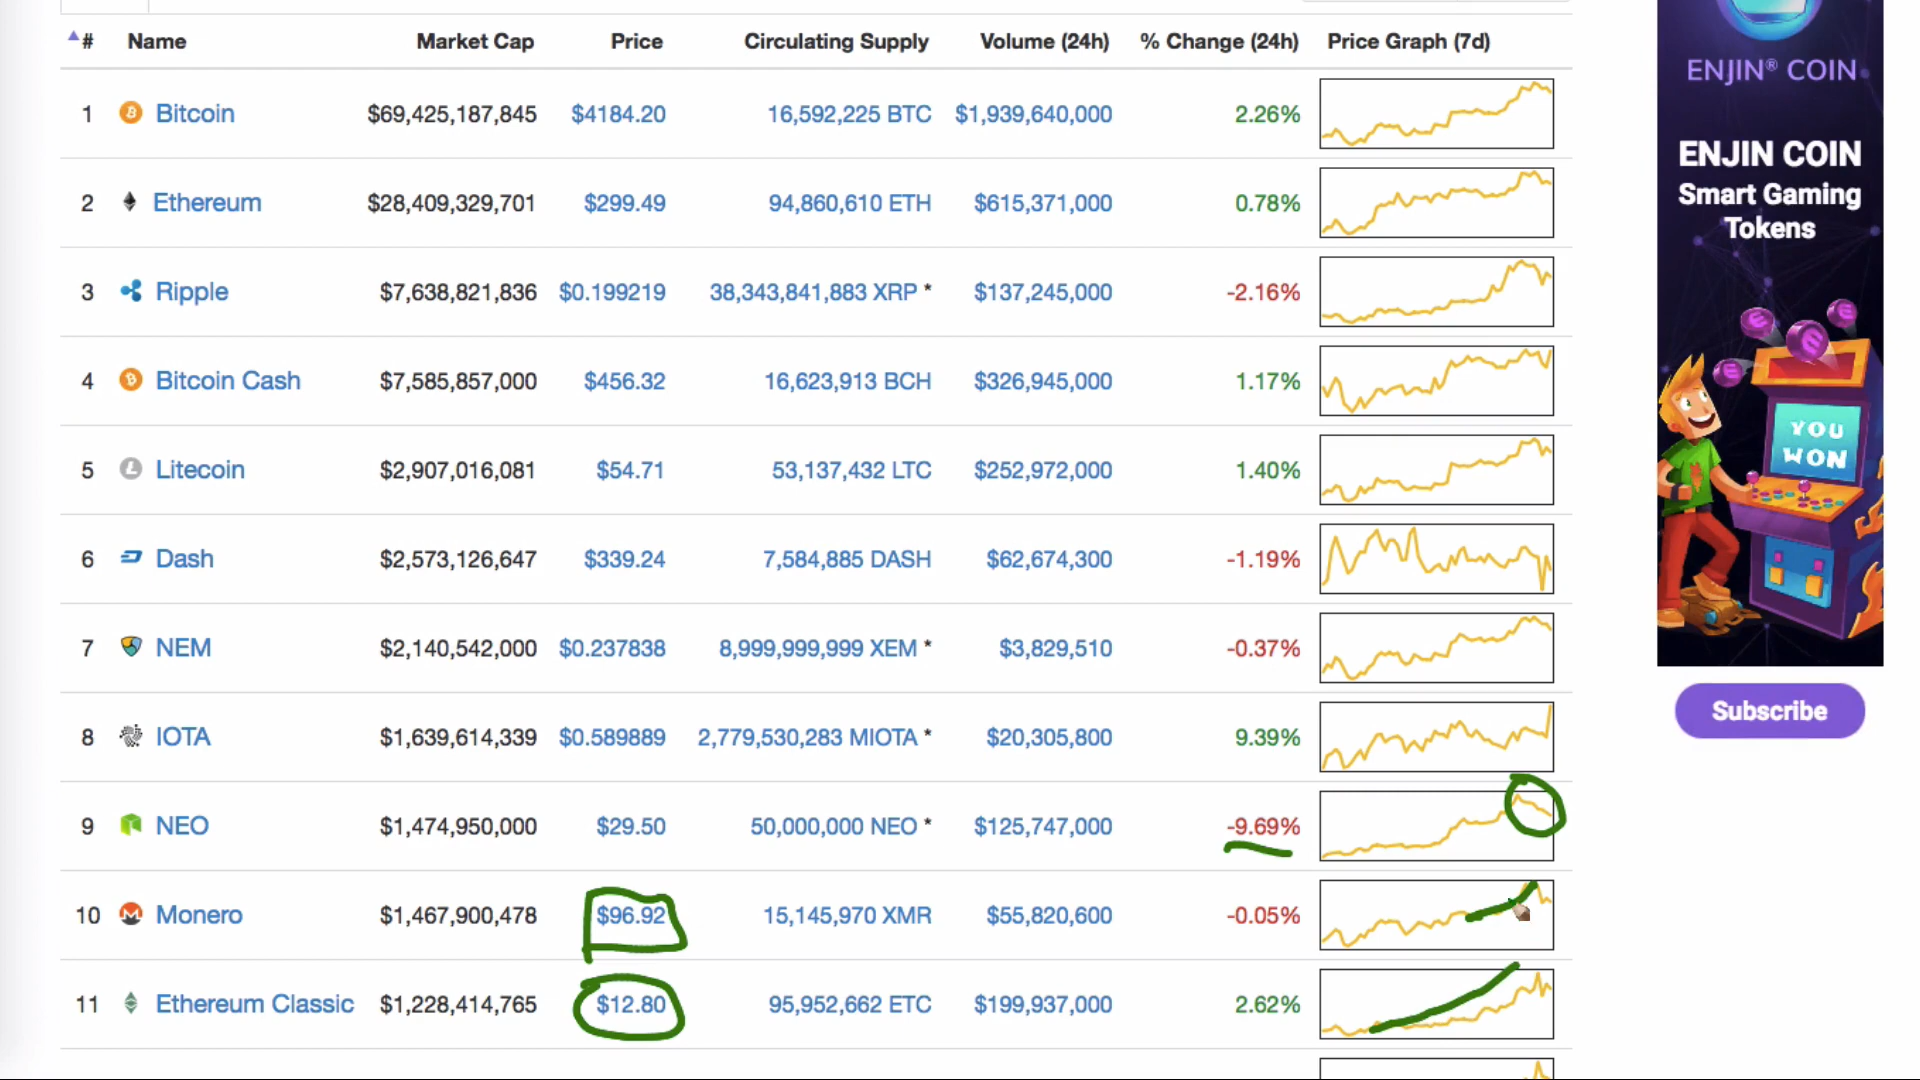 # Name Market Cap Price Circulating Supply Volume (24h) % Change (24h) Price Graph (7d)
1 Bitcoin $69,425,187,845 $4184.20 16,592,225 BTC $1,939,640,000 2.26%
2 Ethereum $28,409,329,701 $299.49 94,860,610 ETH $615,371,000 0.78%
3 Ripple $7,638,821,836 $0.199219 38,343,841,883 XRP * $137,245,000 -2.16%
4 Bitcoin Cash $7,585,857,000 $456.32 16,623,913 BCH $326,945,000 1.17%
5 Litecoin $2,907,016,081 $54.71 53,137,432 LTC $252,972,000 1.40%
6 Dash $2,573,126,647 $339.24 7,584,885 DASH $62,674,300 -1.19%
7 NEM $2,140,542,000 $0.237838 8,999,999,999 XEM * $3,829,510 -0.37%
8 IOTA $1,639,614,339 $0.589889 2,779,530,283 MIOTA * $20,305,800 9.39%
9 NEO $1,474,950,000 $29.50 50,000,000 NEO * $125,747,000 -9.69%
10 Monero $1,467,900,478 $96.92 15,145,970 XMR $55,820,600 -0.05%
11 Ethereum Classic $1,228,414,765 $12.80 95,952,662 ETC $199,937,000 2.62%
ENJIN® COIN
ENJIN COIN
Smart Gaming
Tokens
YOU
WON
Subscribe